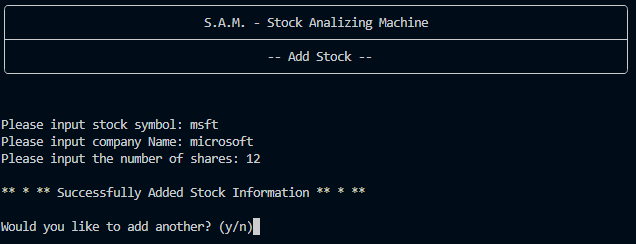 S.A.M. - Stock Analizing Machine
-- Add Stock --
Please input stock symbol: msft
Please input company Name: microsoft
Please input the number of shares: 12
** * ** Successfully Added Stock Information ** * **
Would you like to add another? (y/n)